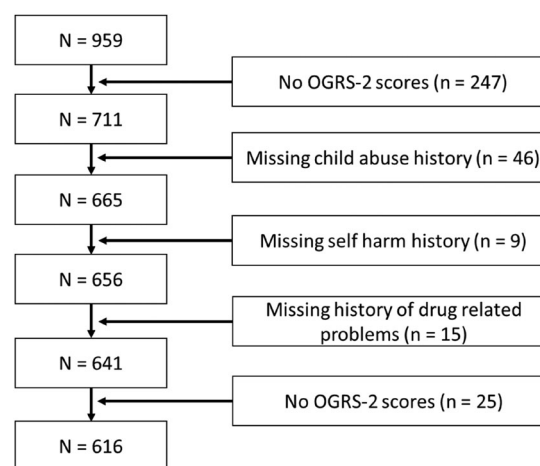 N = 959
No OGRS-2 scores (n = 247)
N = 711
Missing child abuse history (n = 46)
N = 665
Missing self harm history (n = 9)
N = 656
Missing history of drug related
problems (n = 15)
N = 641
No OGRS-2 scores (n = 25)
N = 616